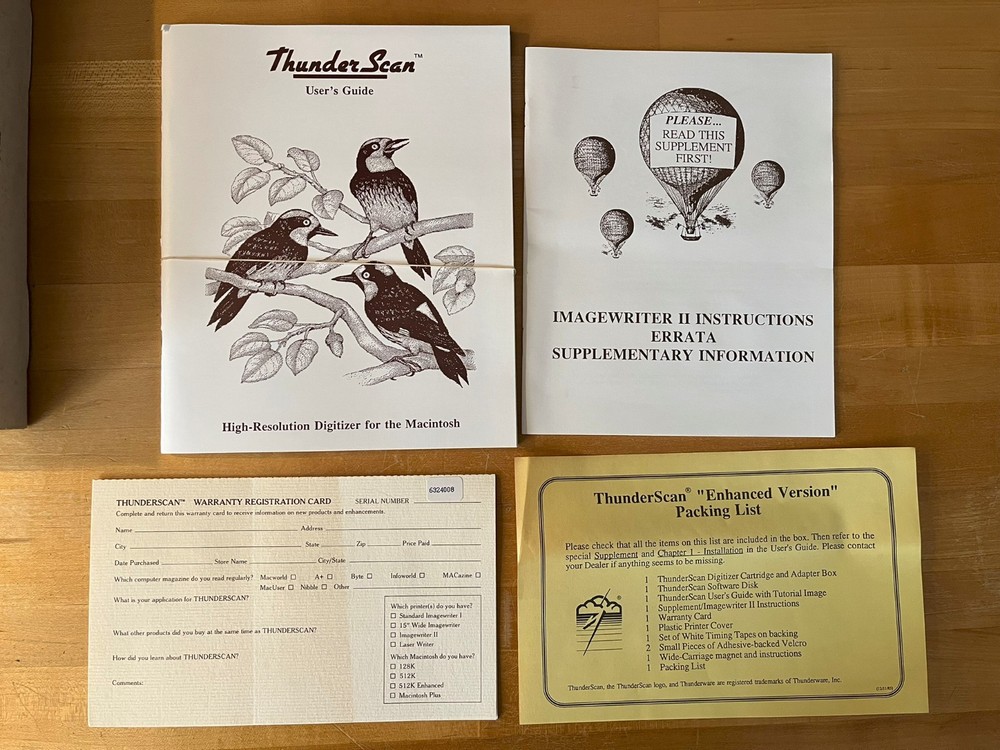 ThunderScan™
User's Guide
High-Resolution Digitizer for the Macintosh
PLEASE...
READ THIS
SUPPLEMENT
FIRST!
IMAGEWRITER II INSTRUCTIONS
ERRATA
SUPPLEMENTARY INFORMATION
THUNDERSCAN™ WARRANTY REGISTRATION CARD SERIAL NUMBER 6324008
Complete and return this warranty card to receive information on new products and enhancements.
Name Address
City State Zip Price Paid
Date Purchased Store Name City/State
Which computer magazine do you read regularly? Macworld □ A+ □ Byte □ Infoworld □ MACazine □
MacUser □ Nibble □ Other
What is your application for THUNDERSCAN?
What other products did you buy at the same time as THUNDERSCAN?
How did you learn about THUNDERSCAN?
Comments:
Which printer(s) do you have?
□ Standard Imagewriter I
□ 15" Wide Imagewriter
□ Imagewriter II
□ Laser Writer
Which Macintosh do you have?
□ 128K
□ 512K
□ 512K Enhanced
□ Macintosh Plus
ThunderScan® "Enhanced Version"
Packing List
Please check that all the items on this list are included in the box. Then refer to the
special Supplement and Chapter 1 - Installation in the User's Guide. Please contact
your Dealer if anything seems to be missing.
1 ThunderScan Digitizer Cartridge and Adapter Box
1 ThunderScan Software Disk
1 ThunderScan User's Guide with Tutorial Image
1 Supplement/Imagewriter II Instructions
1 Warranty Card
1 Plastic Printer Cover
1 Set of White Timing Tapes on backing
2 Small Pieces of Adhesive-backed Velcro
1 Wide-Carriage magnet and instructions
1 Packing List
®
ThunderScan, the ThunderScan logo, and Thunderware are registered trademarks of Thunderware, Inc.